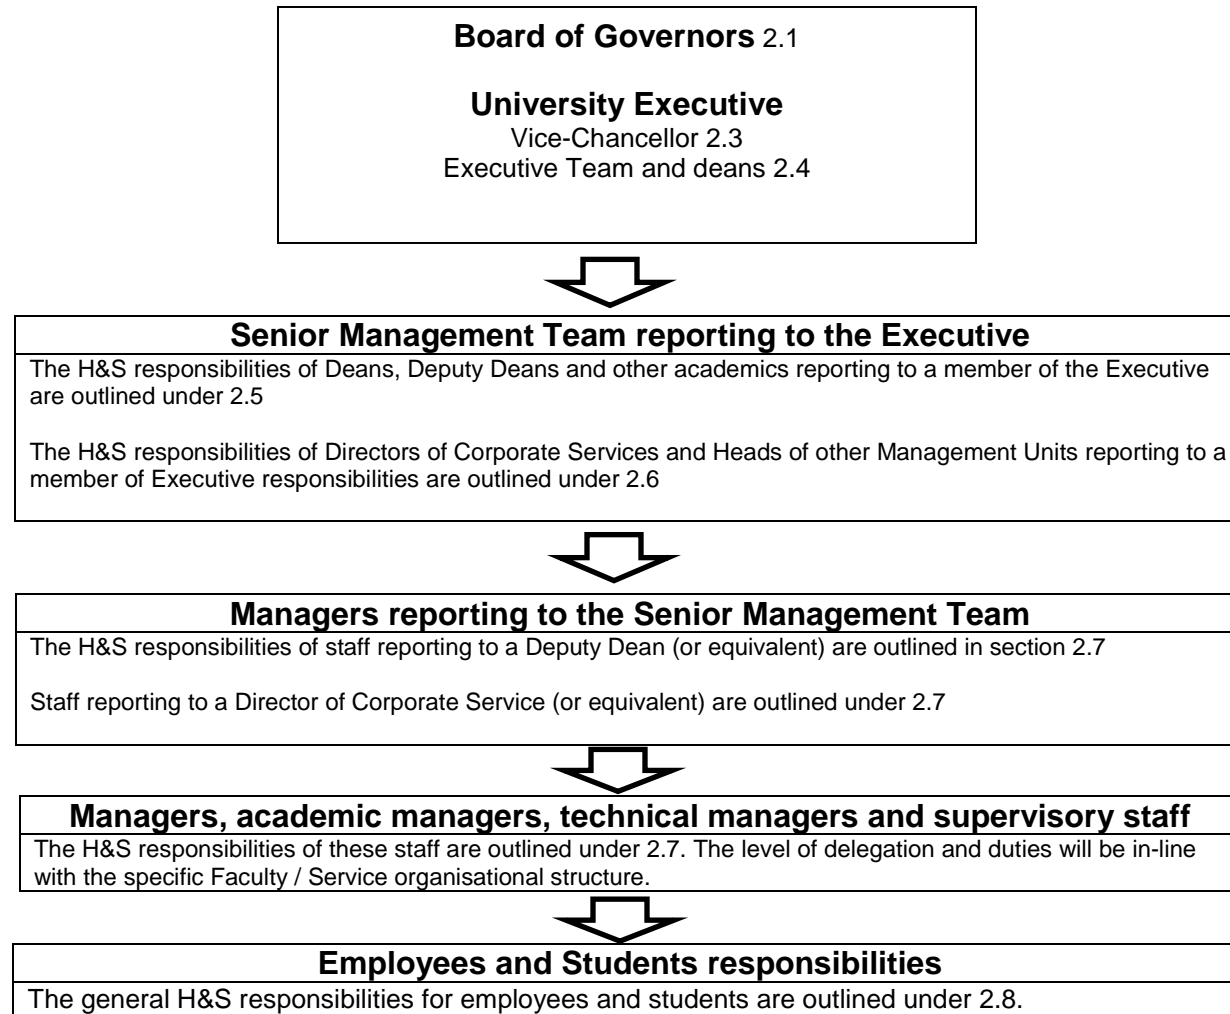 Board of Governors 2.1
University Executive
Vice-Chancellor 2.3
Executive Team and deans 2.4
Senior Management Team reporting to the Executive
The H&S responsibilities of Deans, Deputy Deans and other academics reporting to a member of the Executive
are outlined under 2.5
The H&S responsibilities of Directors of Corporate Services and Heads of other Management Units reporting to a
member of Executive responsibilities are outlined under 2.6
Managers reporting to the Senior Management Team
The H&S responsibilities of staff reporting to a Deputy Dean (or equivalent) are outlined in section 2.7
Staff reporting to a Director of Corporate Service (or equivalent) are outlined under 2.7
Managers, academic managers, technical managers and supervisory staff
The H&S responsibilities of these staff are outlined under 2.7. The level of delegation and duties will be in-line
with the specific Faculty / Service organisational structure.
Employees and Students responsibilities
The general H&S responsibilities for employees and students are outlined under 2.8.